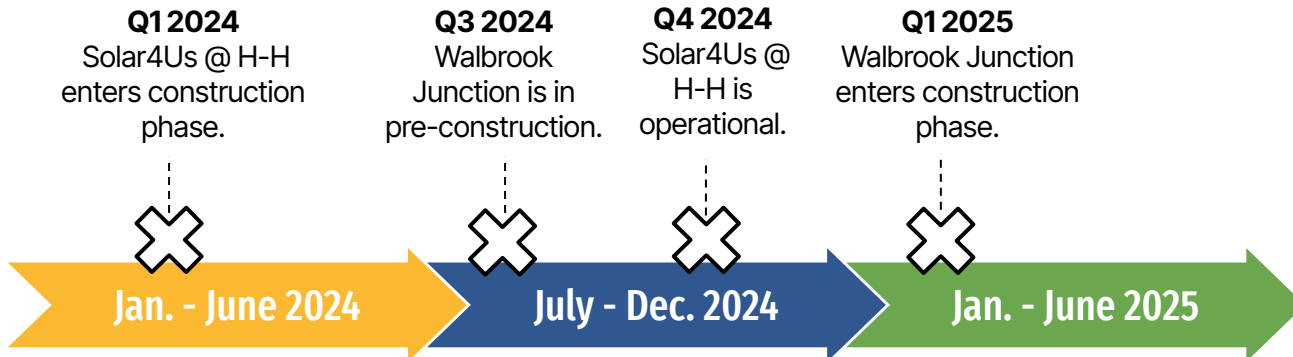 Q1 2024
Solar4Us @ H-H
enters construction
phase.
Q3 2024
Walbrook
Junction is in
pre-construction.
Q4 2024
Solar4Us @
H-H is
operational.
Q1 2025
Walbrook Junction
enters construction
phase.
Jan. - June 2024
July - Dec. 2024
Jan. - June 2025